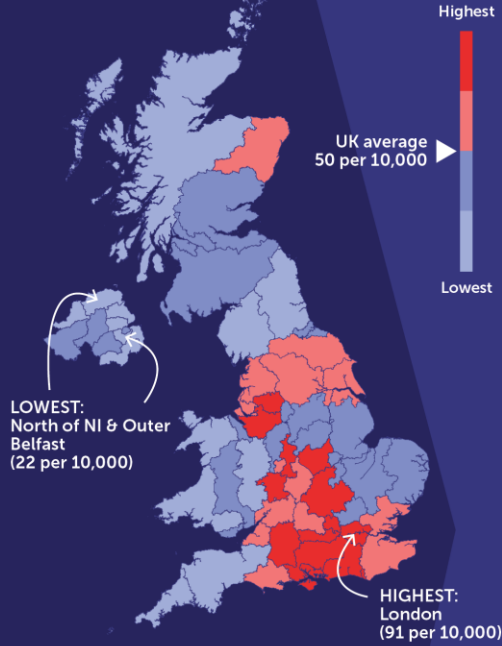 Highest
UK average
50 per 10,000
Lowest
LOWEST:
North of NI & Outer
Belfast
(22 per 10,000)
HIGHEST:
London
(91 per 10,000)